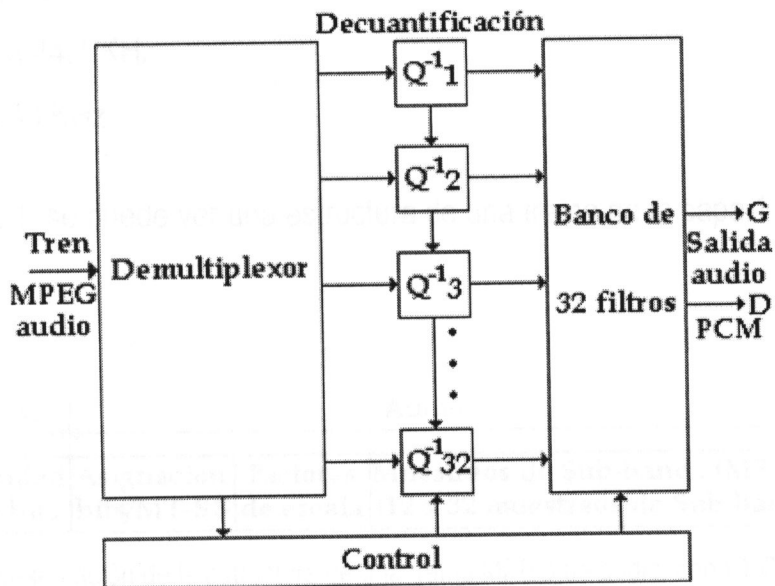 Decuantificación
Q⁻¹1
Q⁻¹2
Tren
MPEG
audio
Demultiplexor
Q⁻¹3
Banco de
32 filtros
G
Salida
audio
D
PCM
Q⁻¹32
Control